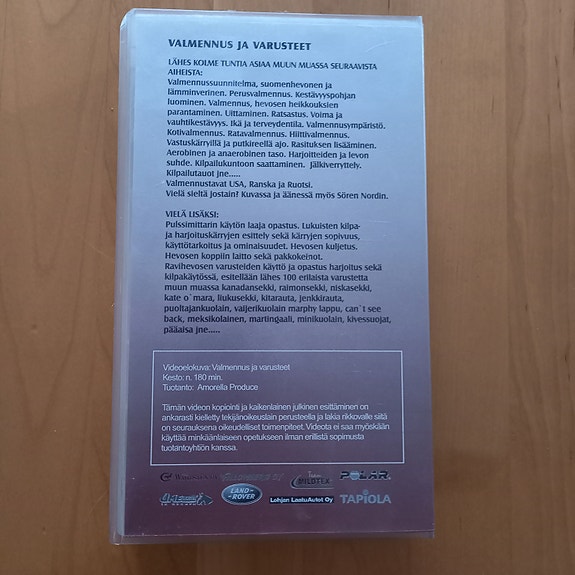 VALMENNUS JA VARUSTEET
LÄHES KOLME TUNTIA ASIAA MUUN MUASSA SEURAAVISTA
AIHEISTA:
Valmennussuunnitelma, suomenhevonen ja
lämminverinen. Perusvalmennus. Kestävyyspohjan
luominen. Valmennus, hevosen heikkouksien
parantaminen. Uittaminen. Ratsastus. Voima ja
vauhtikestävyys. Ikä ja terveydentila. Valmennusympäristö.
Kotivalmennus. Ratavalmennus. Hiittivalmennus.
Vastuskärryillä ja putkireellä ajo. Rasituksen lisääminen.
Aerobinen ja anaerobinen taso. Harjoitteiden ja levon
suhde. Kilpailukuntoon saattaminen. Jälkiverryttely.
Kilpailutauot jne.....
Valmennustavat USA, Ranska ja Ruotsi.
Vielä sieltä jostain? Kuvassa ja äänessä myös Sören Nordin.
VIELÄ LISÄKSI:
Pulssimittarin käytön laaja opastus. Lukuisten kilpa-
ja harjoituskärryjen esittely sekä kärryjen sopivuus,
käyttötarkoitus ja ominaisuudet. Hevosen kuljetus.
Hevosen koppiin laitto sekä pakkokeinot.
Ravihevosen varusteiden käyttö ja opastus harjoitus sekä
kilpakäytössä, esitellään lähes 100 erilaista varustetta
muun muassa kanadansekki, raimonsekki, niskasekki,
kate o`mara, liukusekki, kitarauta, jenkkirauta,
puoltajankuolain, vaijerikuolain marphy lappu, can`t see
back, meksikolainen, martingaali, minikuolain, kivessuojat,
pääaisa jne.....
Videoelokuva: Valmennus ja varusteet
Kesto: n. 180 min.
Tuotanto: Amorella Produce
Tämän videon kopiointi ja kaikenlainen julkinen esittäminen on
ankarasti kielletty tekijänoikeuslain perusteella ja lakia rikkovalle siitä
on seurauksena oikeudelliset toimenpiteet. Videota ei saa myöskään
käyttää minkäänlaiseen opetukseen ilman erillistä sopimusta
tuotantoyhtiön kanssa.
MILDTEX POLAR
LAND ROVER Lohjan LaatuAutot Oy TAPIOLA